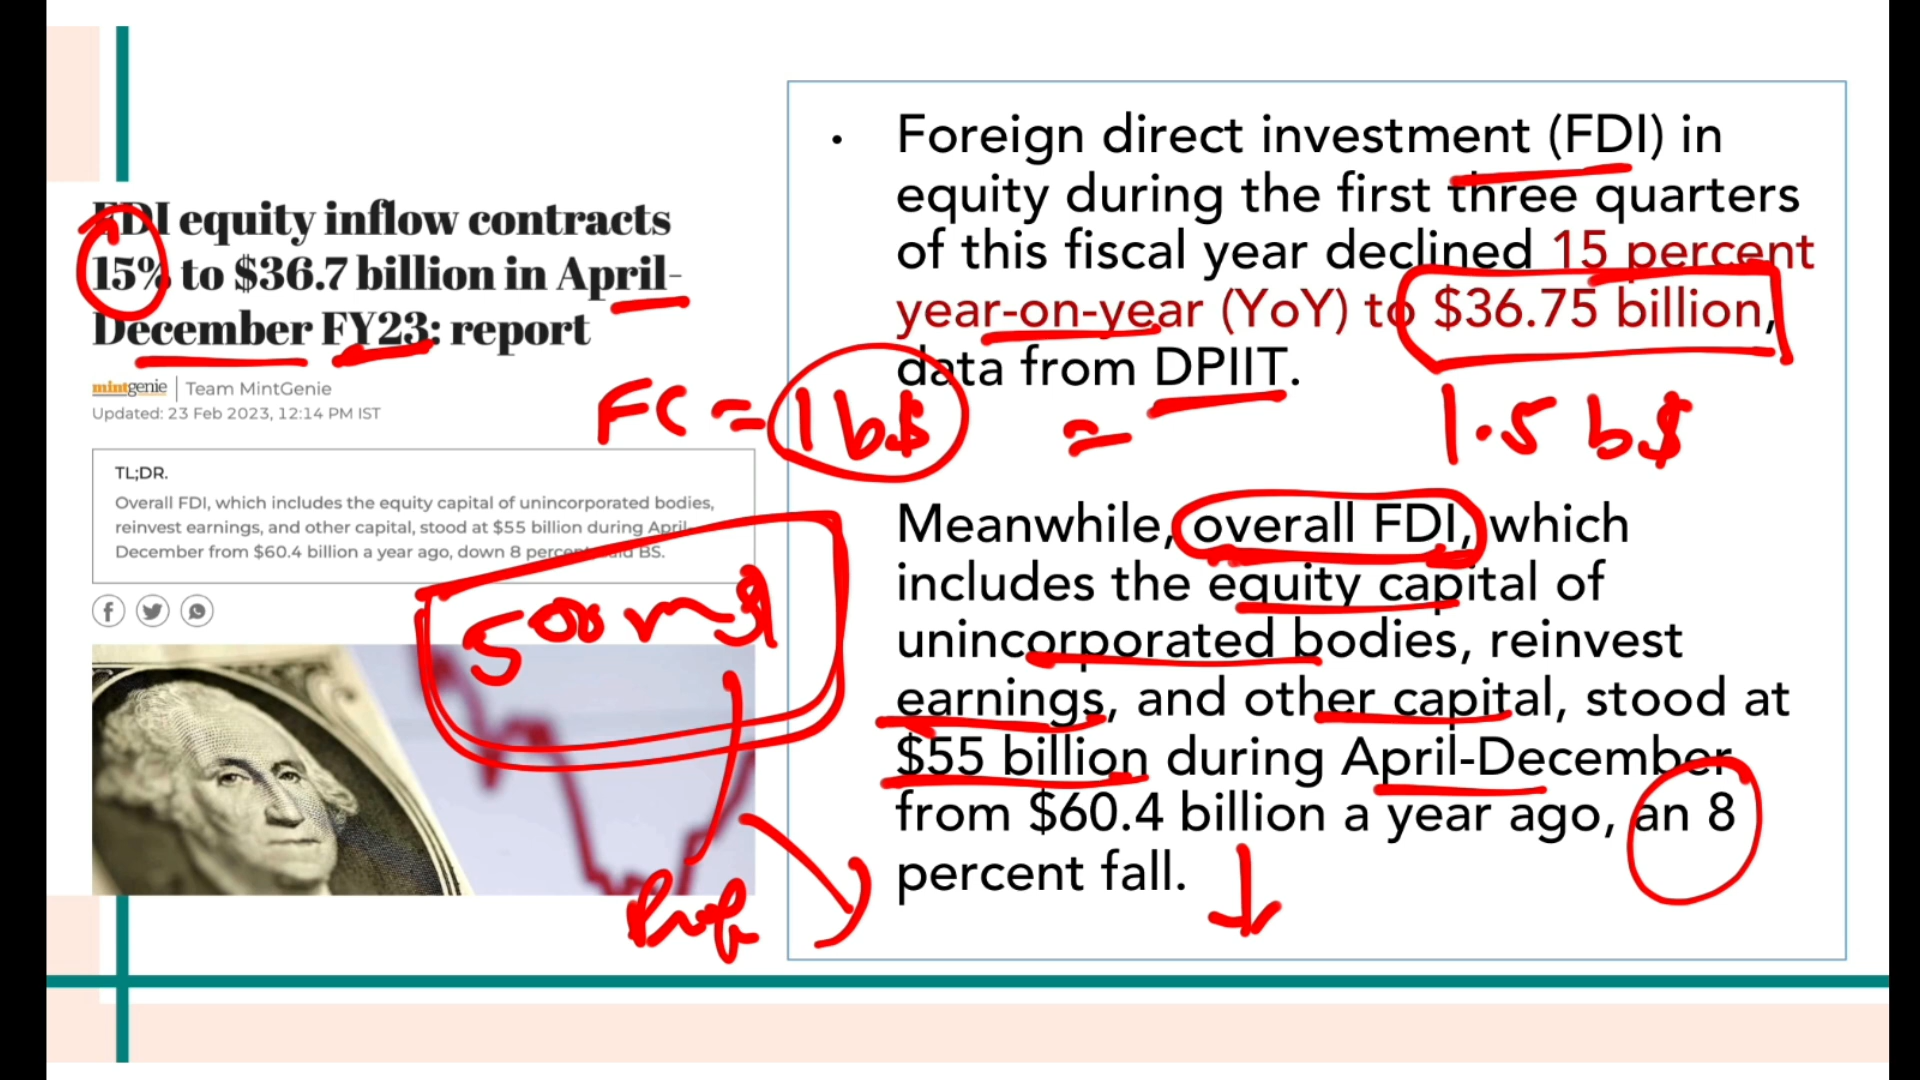 FDI equity inflow contracts
15% to $36.7 billion in April-
December FY23: report
mintgenie | Team MintGenie
Updated: 23 Feb 2023, 12:14 PM IST
TL;DR.
Overall FDI, which includes the equity capital of unincorporated bodies,
reinvest earnings, and other capital, stood at $55 billion during April-
December from $60.4 billion a year ago, down 8 percent, said BS.
500 m$
• Foreign direct investment (FDI) in
equity during the first three quarters
of this fiscal year declined 15 percent
year-on-year (YoY) to $36.75 billion,
data from DPIIT.
FC = 1 b$ = 1.5 b$
Meanwhile, overall FDI, which
includes the equity capital of
unincorporated bodies, reinvest
earnings, and other capital, stood at
$55 billion during April-December
from $60.4 billion a year ago, an 8
percent fall.